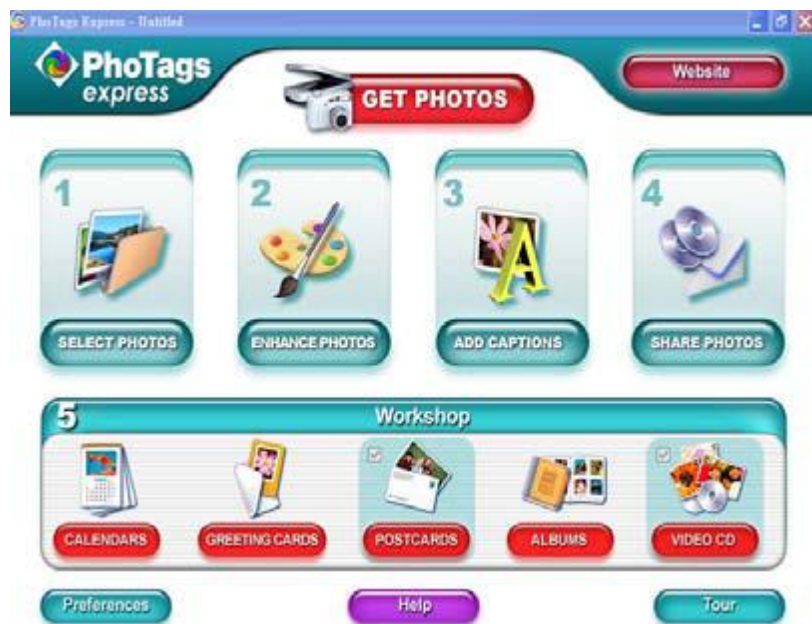 PhoTags Express - Untitled
PhoTags
express
GET PHOTOS
Website
1
2
3
4
SELECT PHOTOS
ENHANCE PHOTOS
ADD CAPTIONS
SHARE PHOTOS
5
Workshop
CALENDARS
GREETING CARDS
POSTCARDS
ALBUMS
VIDEO CD
Preferences
Help
Tour